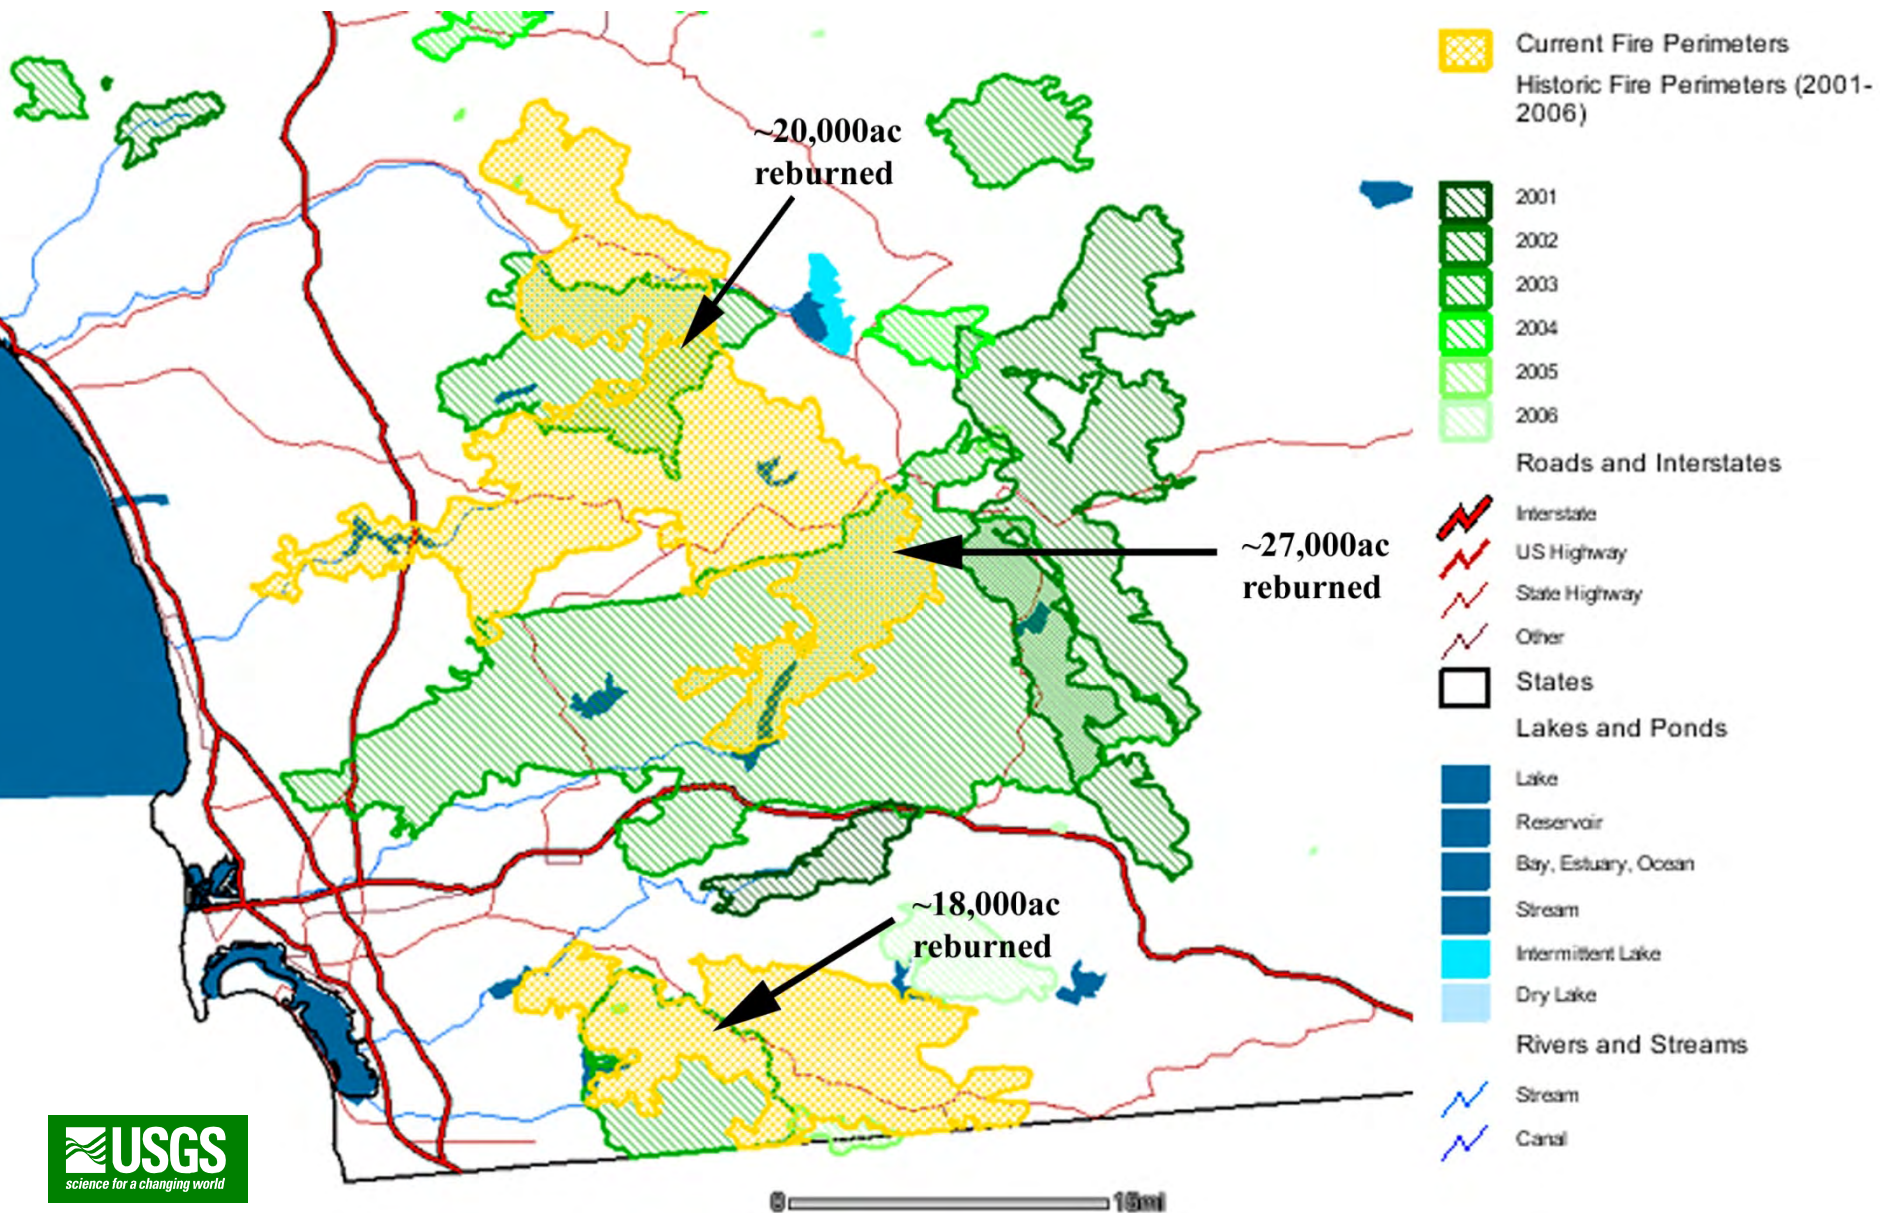 Current Fire Perimeters
Historic Fire Perimeters (2001-
2006)
~20,000ac
reburned
2001
2002
2003
2004
2005
2006
Roads and Interstates
Interstate
US Highway
State Highway
Other
~27,000ac
reburned
States
Lakes and Ponds
Lake
Reservoir
Bay, Estuary, Ocean
~18,000ac
reburned
Stream
Intermittent Lake
Dry Lake
Rivers and Streams
Stream
Canal
USGS
science for a changing world
0 15mi